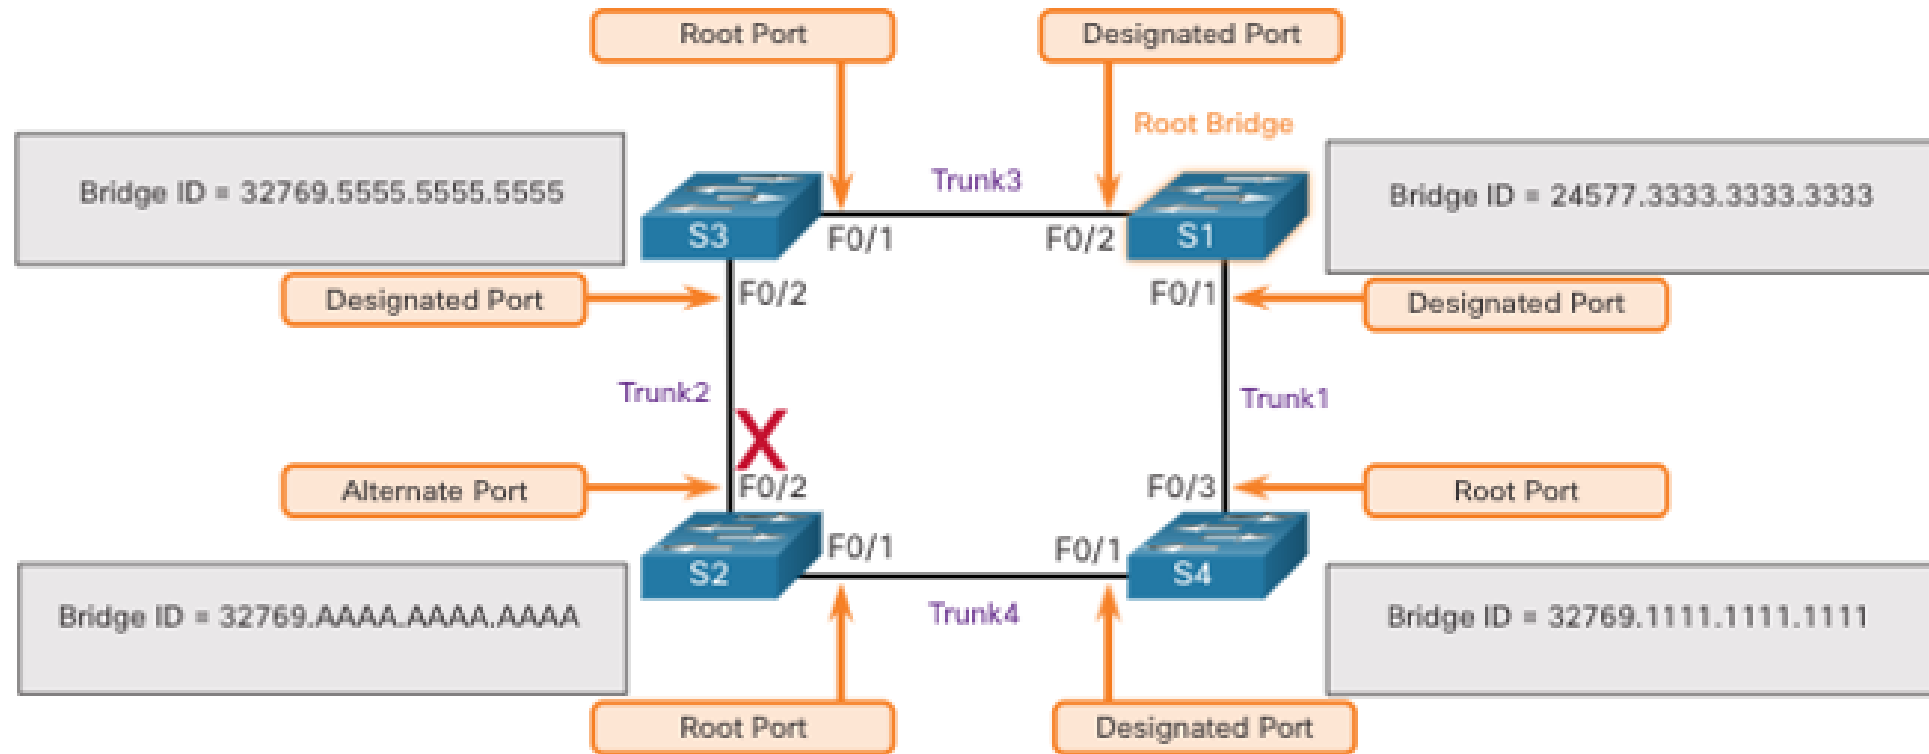 Root Port
Designated Port
Root Bridge
Bridge ID = 32769.5555.5555.5555
Trunk3
Bridge ID = 24577.3333.3333.3333
S3
F0/1
F0/2
S1
Designated Port
F0/2
F0/1
Designated Port
Trunk2
Trunk1
X
Alternate Port
F0/2
F0/3
Root Port
S2
F0/1
F0/1
S4
Bridge ID = 32769.AAAA.AAAA.AAAA
Trunk4
Bridge ID = 32769.1111.1111.1111
Root Port
Designated Port